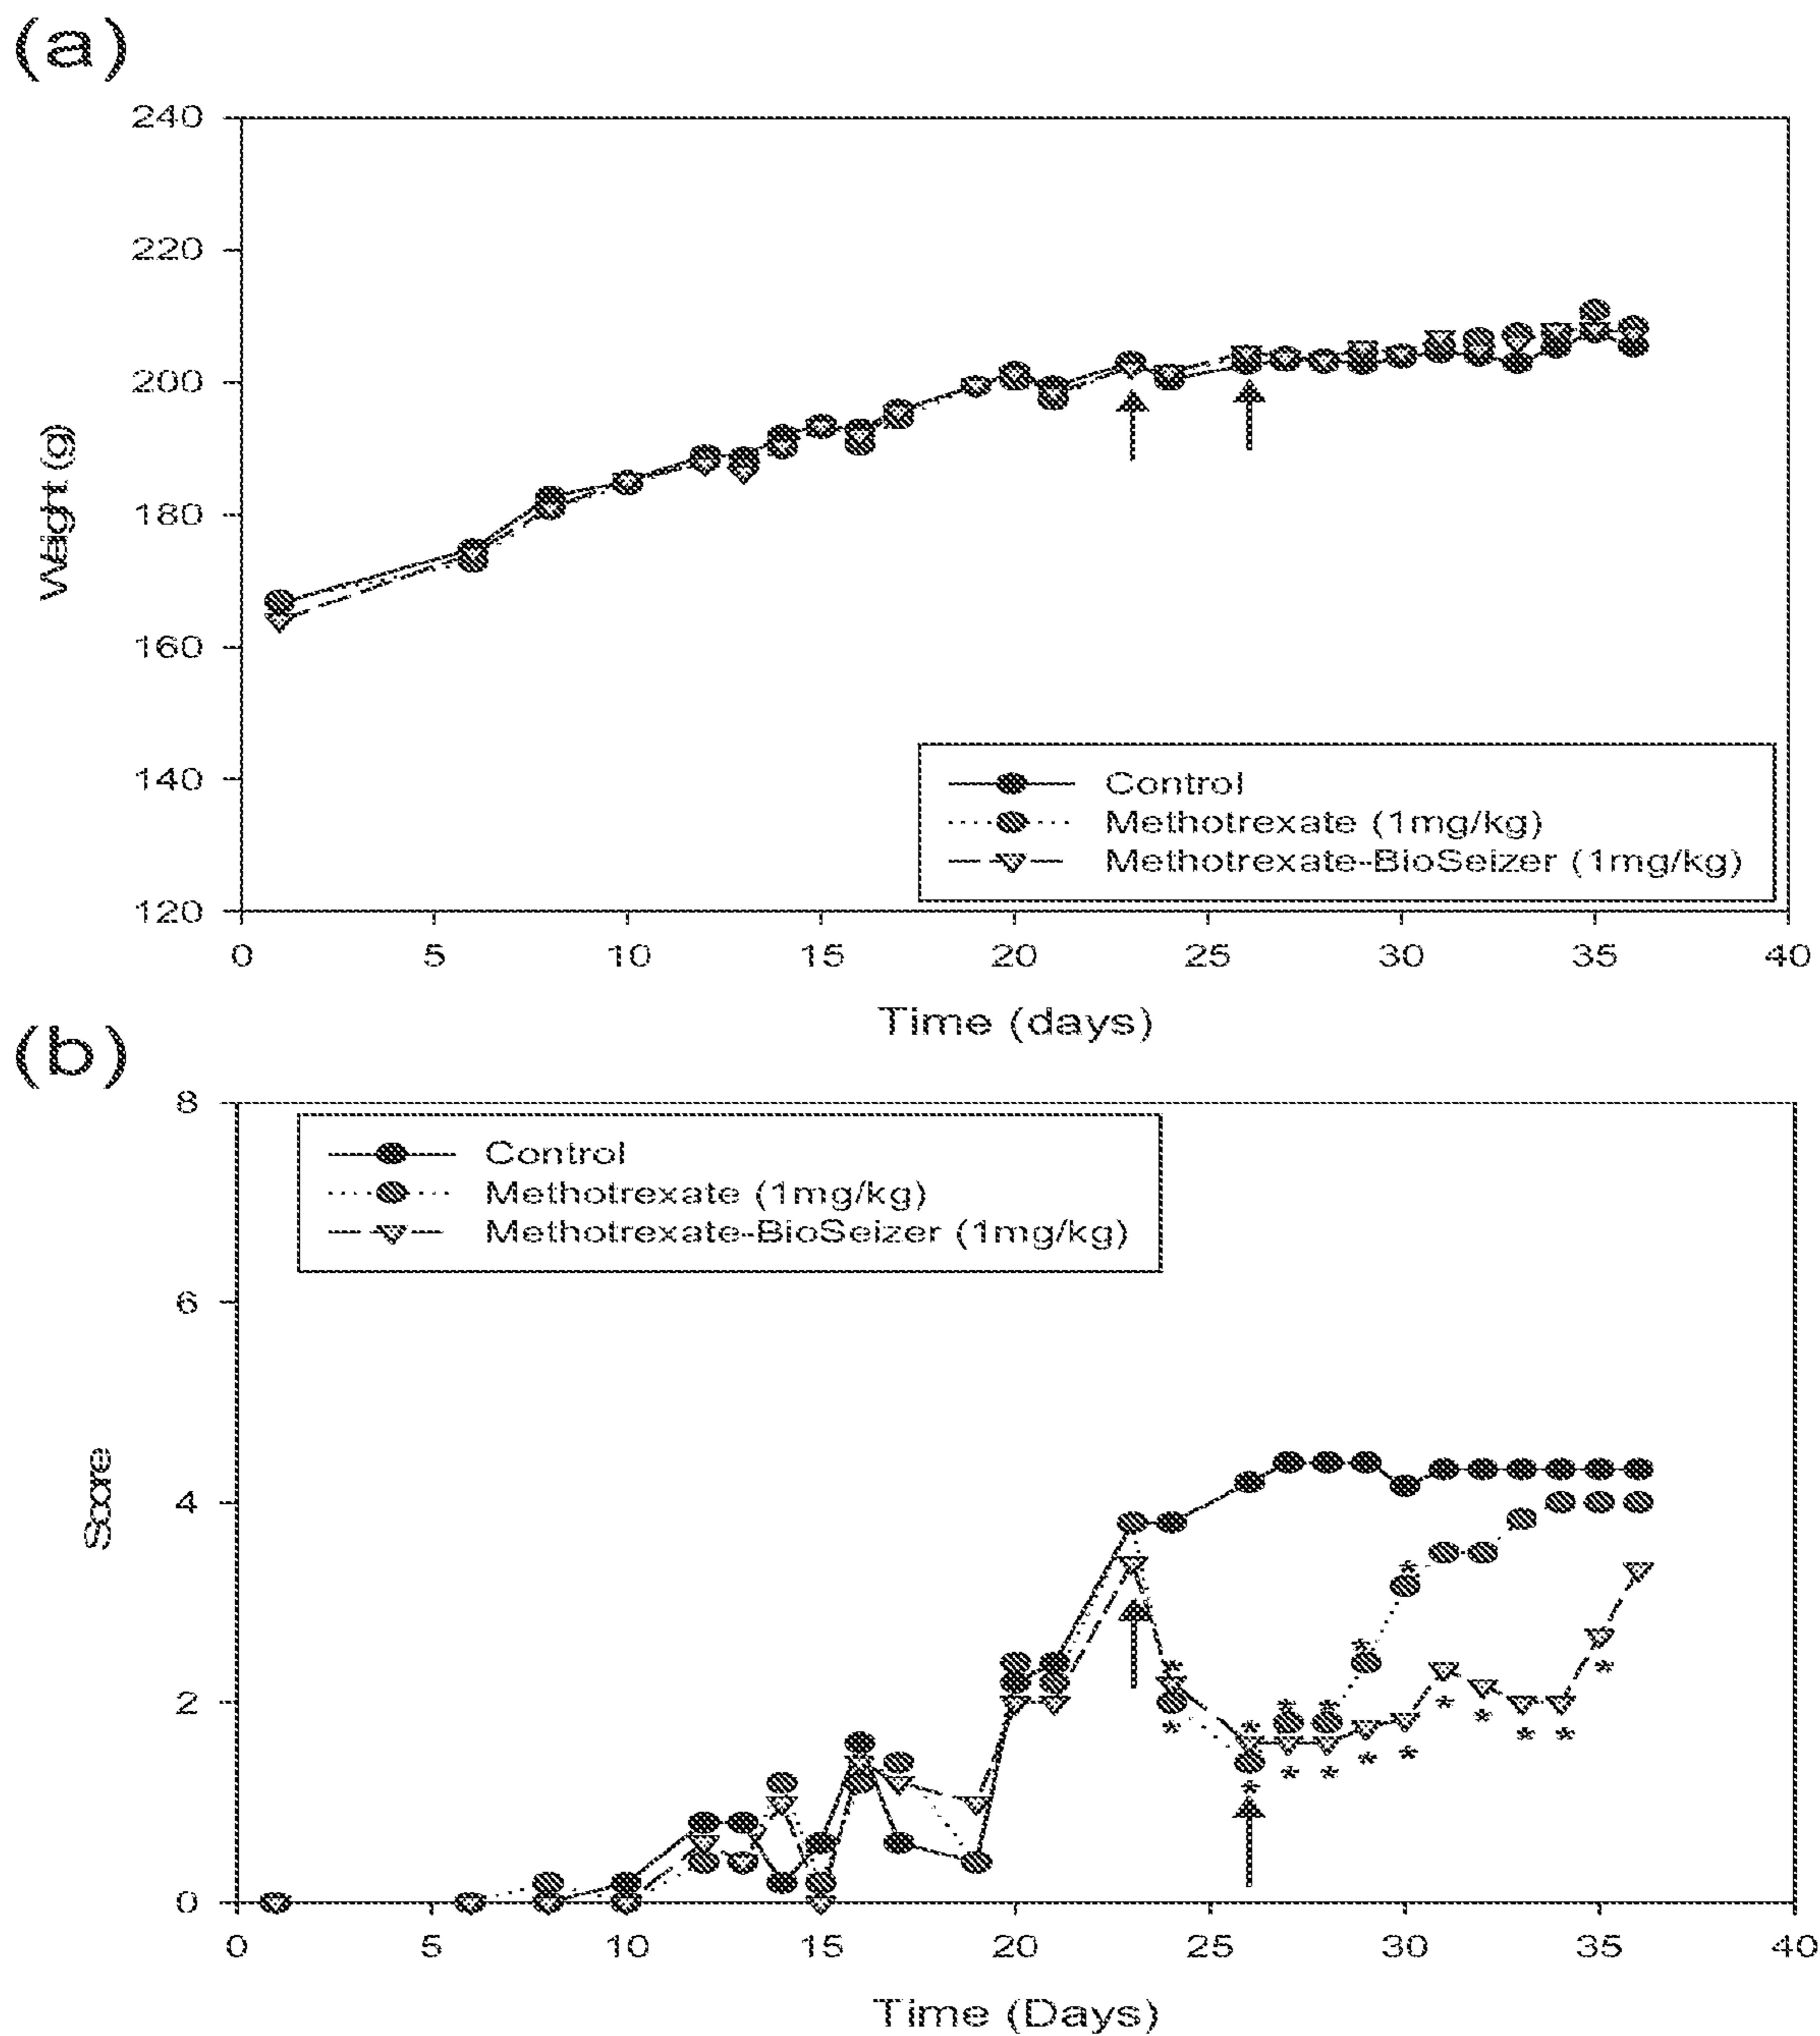 (a)
240
220
200
180
160
140
120
Weight (g)
Control
Methotrexate (1mg/kg)
Methotrexate-BioSeizer (1mg/kg)
0 5 10 15 20 25 30 35 40
Time (days)
(b)
8
6
4
2
0
Score
Control
Methotrexate (1mg/kg)
Methotrexate-BioSeizer (1mg/kg)
* * * * * *
* * * * * * * * * * *
0 5 10 15 20 25 30 35 40
Time (Days)